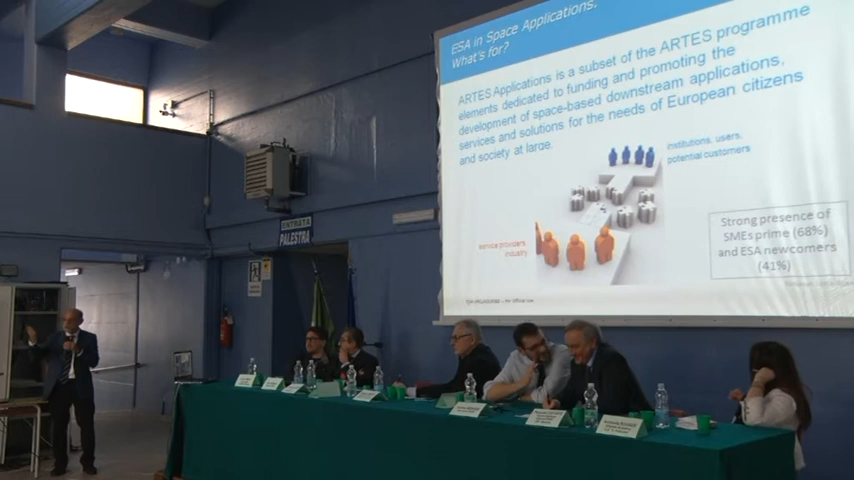 ESA in Space Applications,
What's for?
ARTES Applications is a subset of the ARTES programme
elements dedicated to funding and promoting the
development of space-based downstream applications,
services and solutions for the needs of European citizens
and society at large.
institutions, users,
potential customers
service providers
industry
Strong presence of
SMEs prime (68%)
and ESA newcomers
(41%)
ENTRATA
PALESTRA